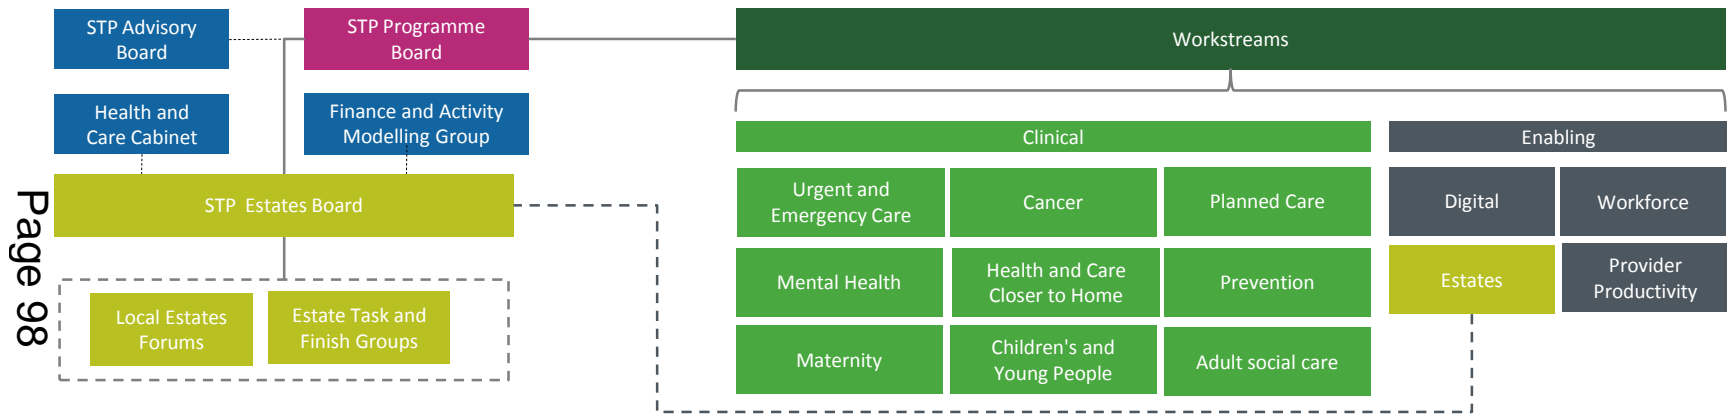 STP Advisory
Board
STP Programme
Board
Workstreams
Health and
Care Cabinet
Finance and Activity
Modelling Group
Clinical
Enabling
STP Estates Board
Urgent and
Emergency Care
Cancer
Planned Care
Digital
Workforce
Mental Health
Health and Care
Closer to Home
Prevention
Estates
Provider
Productivity
Local Estates
Forums
Estate Task and
Finish Groups
Maternity
Children's and
Young People
Adult social care
Page 98